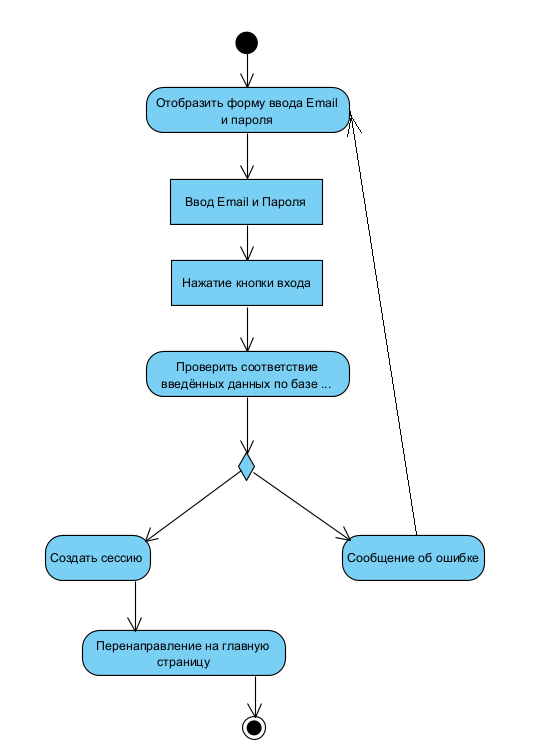 Отобразить форму ввода Email
и пароля
Ввод Email и Пароля
Нажатие кнопки входа
Проверить соответствие
введённых данных по базе ...
Создать сессию
Сообщение об ошибке
Перенаправление на главную
страницу